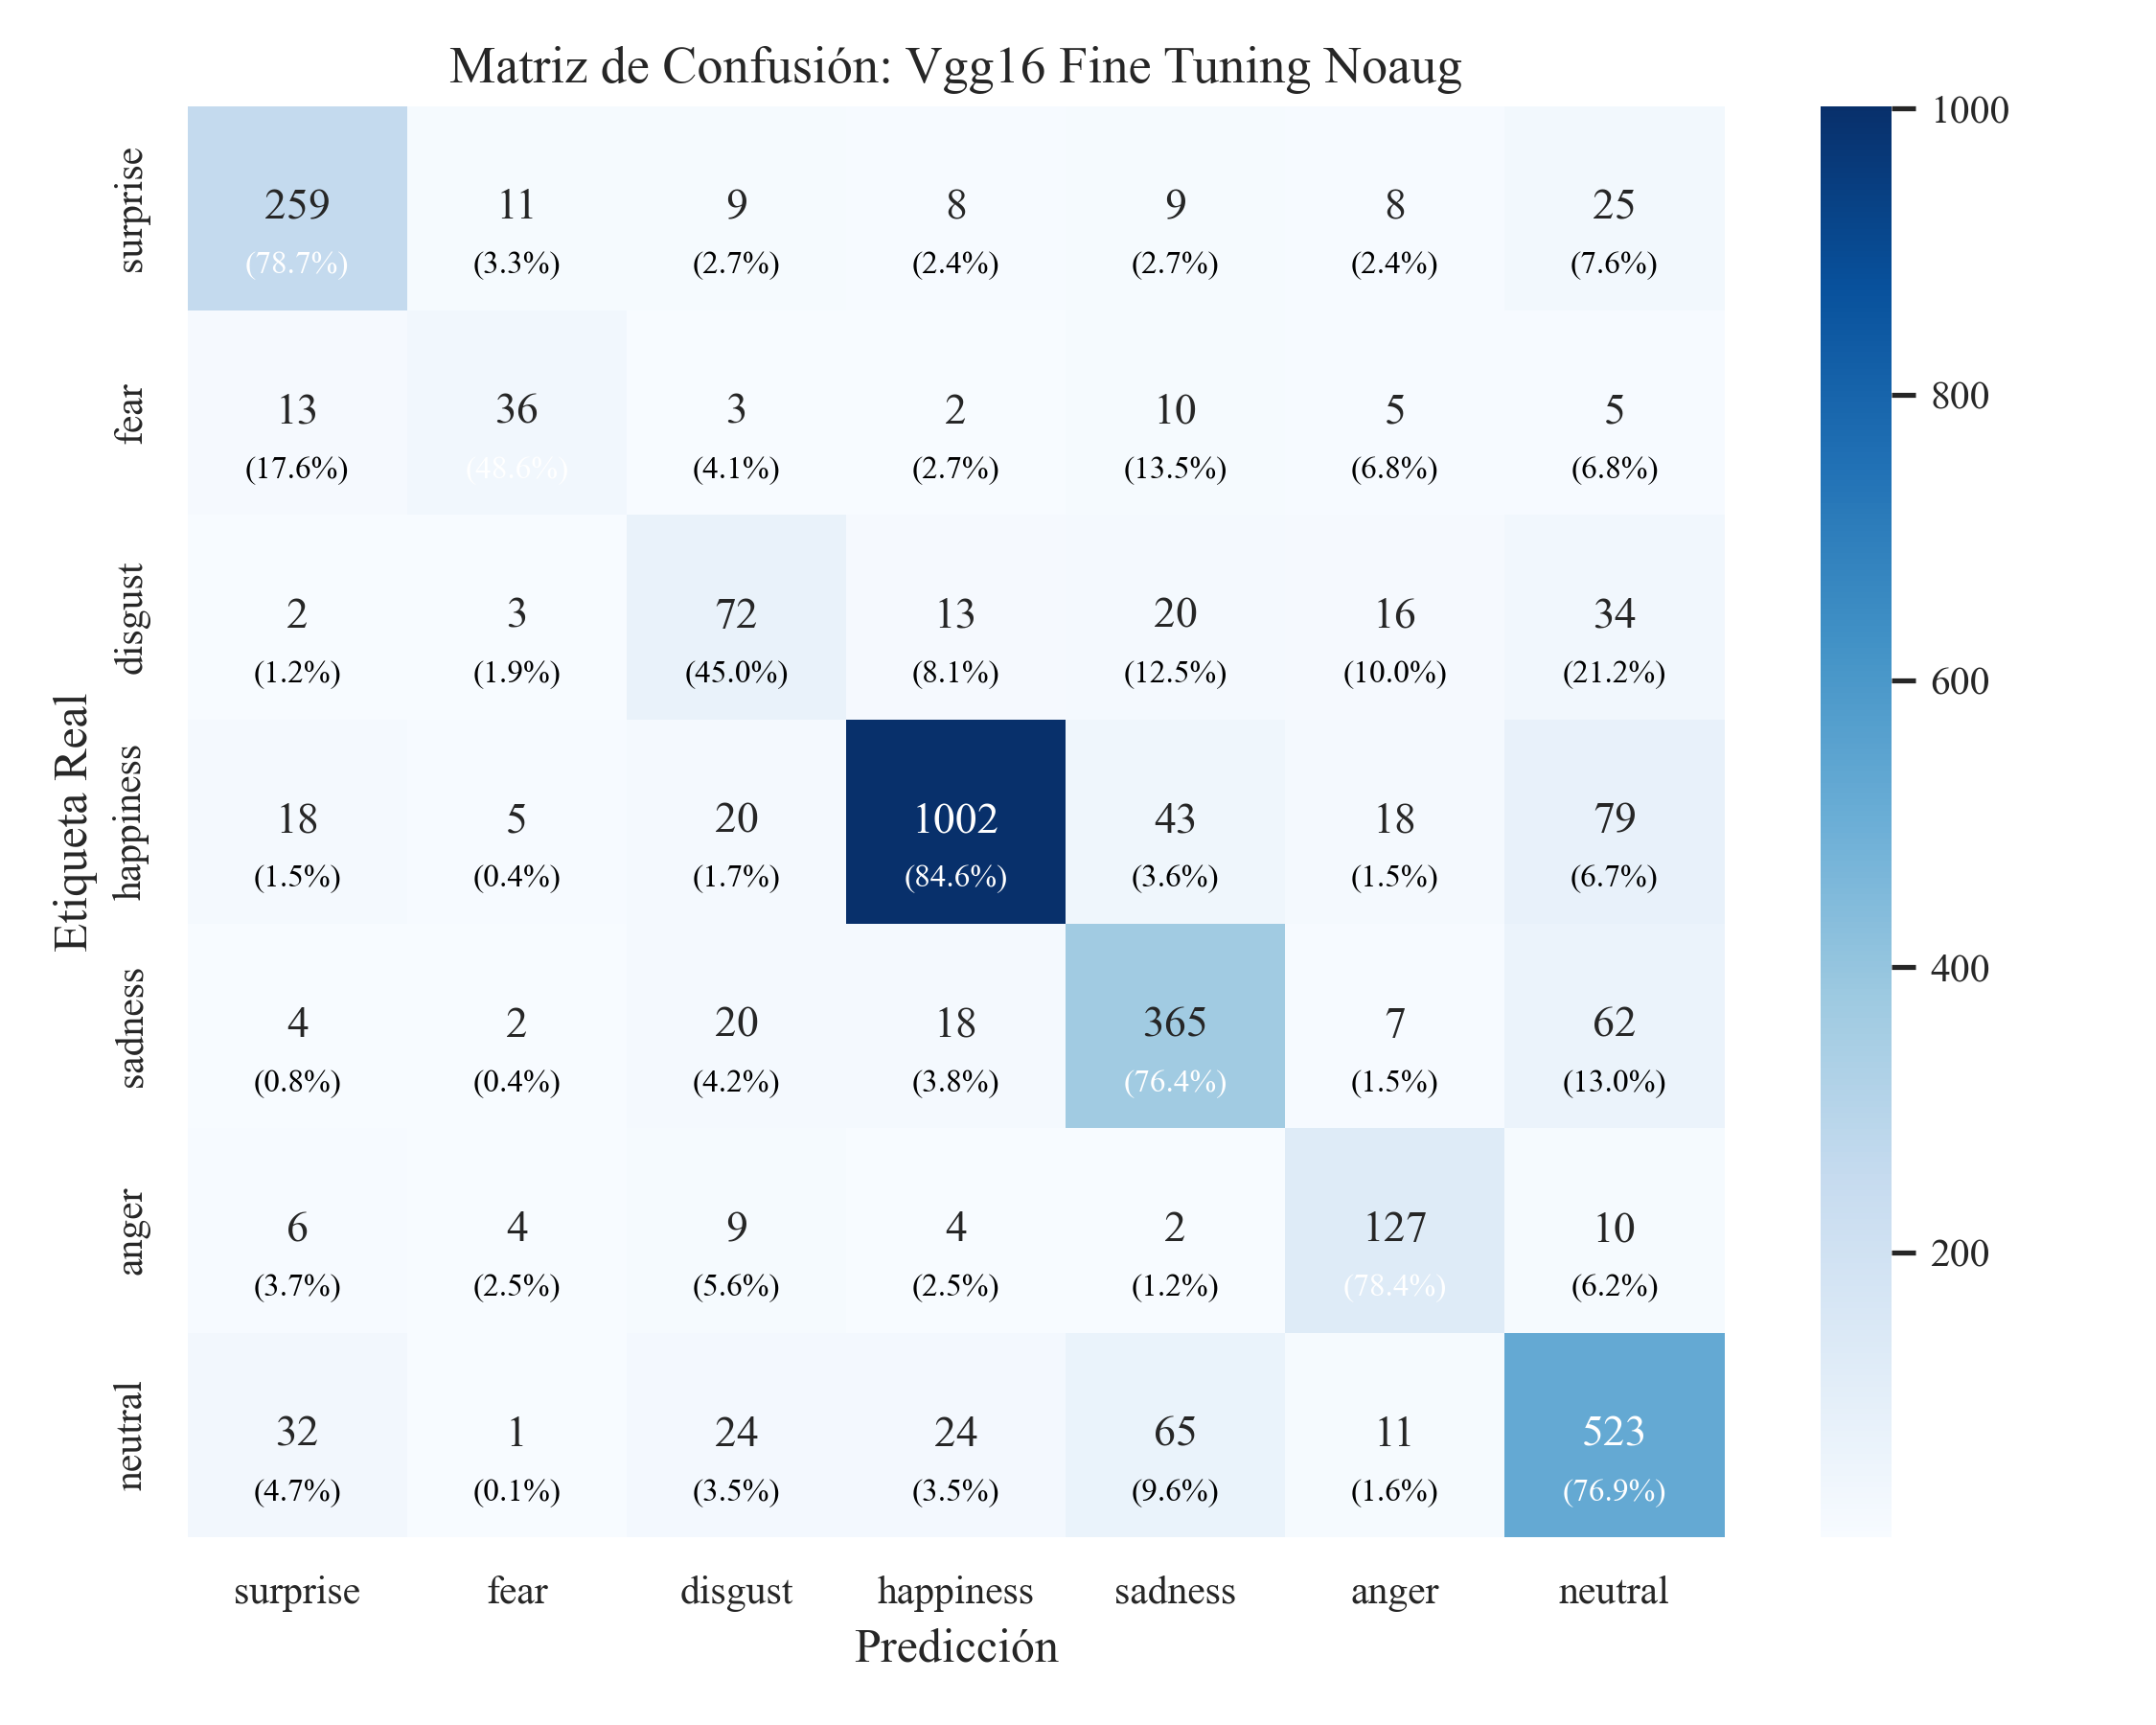 Matriz de Confusión: Vgg16 Fine Tuning Noaug
1000
surprise
259 11 9 8 9 8 25
(78.7%) (3.3%) (2.7%) (2.4%) (2.7%) (2.4%) (7.6%)
800
fear
13 36 3 2 10 5 5
(17.6%) (48.6%) (4.1%) (2.7%) (13.5%) (6.8%) (6.8%)
disgust
2 3 72 13 20 16 34
(1.2%) (1.9%) (45.0%) (8.1%) (12.5%) (10.0%) (21.2%)
600
Etiqueta Real
happiness
18 5 20 1002 43 18 79
(1.5%) (0.4%) (1.7%) (84.6%) (3.6%) (1.5%) (6.7%)
400
sadness
4 2 20 18 365 7 62
(0.8%) (0.4%) (4.2%) (3.8%) (76.4%) (1.5%) (13.0%)
anger
6 4 9 4 2 127 10
(3.7%) (2.5%) (5.6%) (2.5%) (1.2%) (78.4%) (6.2%)
200
neutral
32 1 24 24 65 11 523
(4.7%) (0.1%) (3.5%) (3.5%) (9.6%) (1.6%) (76.9%)
surprise fear disgust happiness sadness anger neutral
Predicción